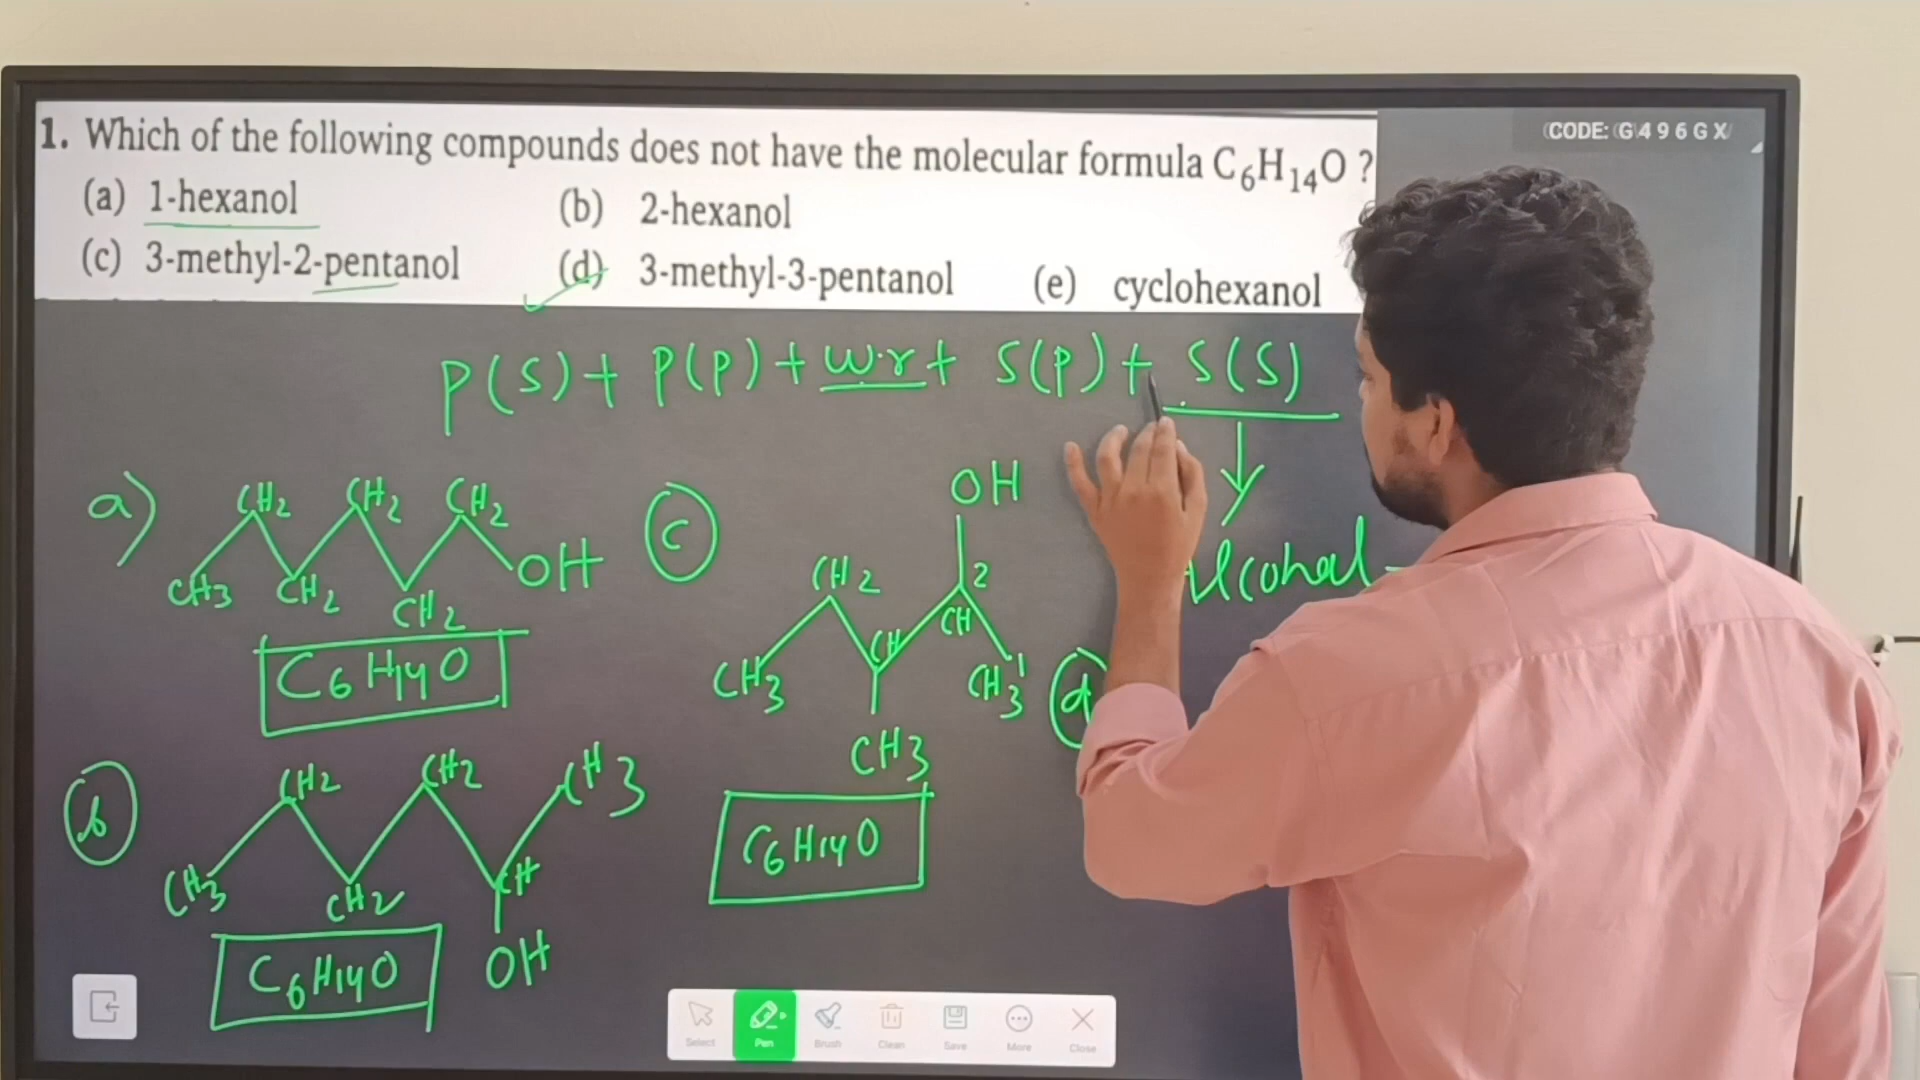 CODE: G496GX
1. Which of the following compounds does not have the molecular formula C₆H₁₄O ?
(a) 1-hexanol (b) 2-hexanol
(c) 3-methyl-2-pentanol (d) 3-methyl-3-pentanol (e) cyclohexanol
P(S) + P(P) + w.r + S(P) + S(S)
a) CH₃ CH₂ CH₂ CH₂ CH₂ CH₂ OH
C₆H₁₄O
(c) CH₃ CH₂ CH CH 2 OH CH₃ 1
CH₃
C₆H₁₄O
Alcohol -
(d)
(b) CH₃ CH₂ CH₂ CH₂ CH CH₃
OH
C₆H₁₄O
Select Pen Brush Clean Save More Close